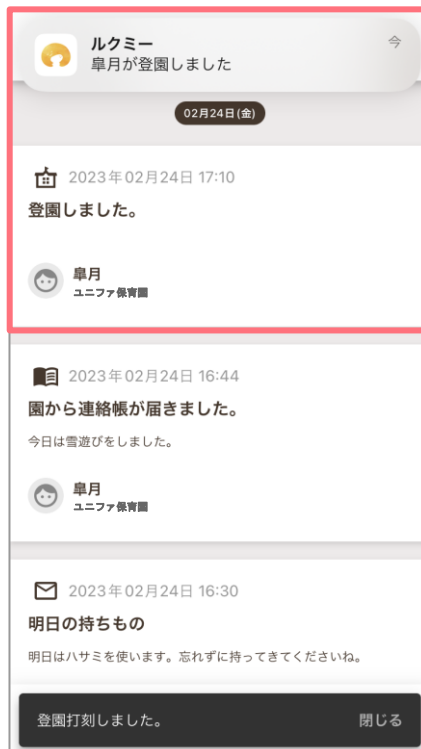 ルクミー
今
皐月が登園しました
02月24日(金)
2023年02月24日 17:10
登園しました。
皐月
ユニファ保育園
2023年02月24日 16:44
園から連絡帳が届きました。
今日は雪遊びをしました。
皐月
ユニファ保育園
2023年02月24日 16:30
明日の持ちもの
明日はハサミを使います。忘れずに持ってきてくださいね。
登園打刻しました。
閉じる